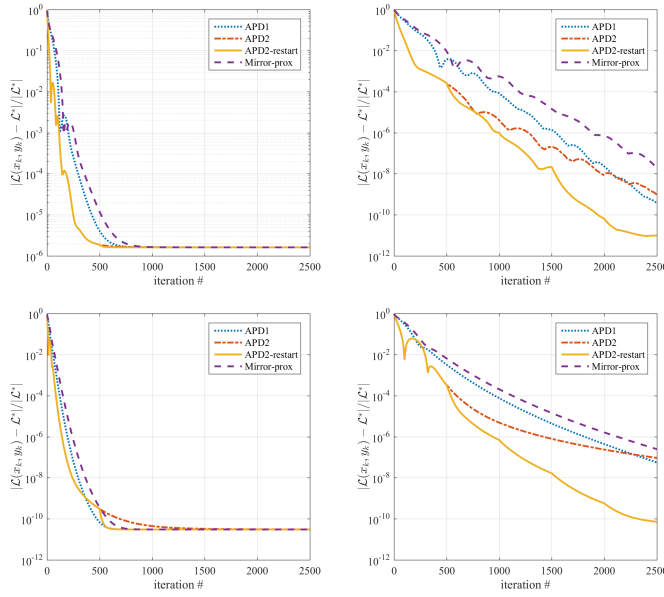 10^0
10^-1
10^-2
10^-3
10^-4
10^-5
10^-6
|L(x_k, y_k) − L*|/|L*|
0 500 1000 1500 2000 2500
iteration #
APD1
APD2
APD2-restart
Mirror-prox
10^0
10^-2
10^-4
10^-6
10^-8
10^-10
10^-12
|L(x_k, y_k) − L*|/|L*|
0 500 1000 1500 2000 2500
iteration #
APD1
APD2
APD2-restart
Mirror-prox
10^0
10^-2
10^-4
10^-6
10^-8
10^-10
10^-12
|L(x_k, y_k) − L*|/|L*|
0 500 1000 1500 2000 2500
iteration #
APD1
APD2
APD2-restart
Mirror-prox
10^0
10^-2
10^-4
10^-6
10^-8
10^-10
10^-12
|L(x_k, y_k) − L*|/|L*|
0 500 1000 1500 2000 2500
iteration #
APD1
APD2
APD2-restart
Mirror-prox